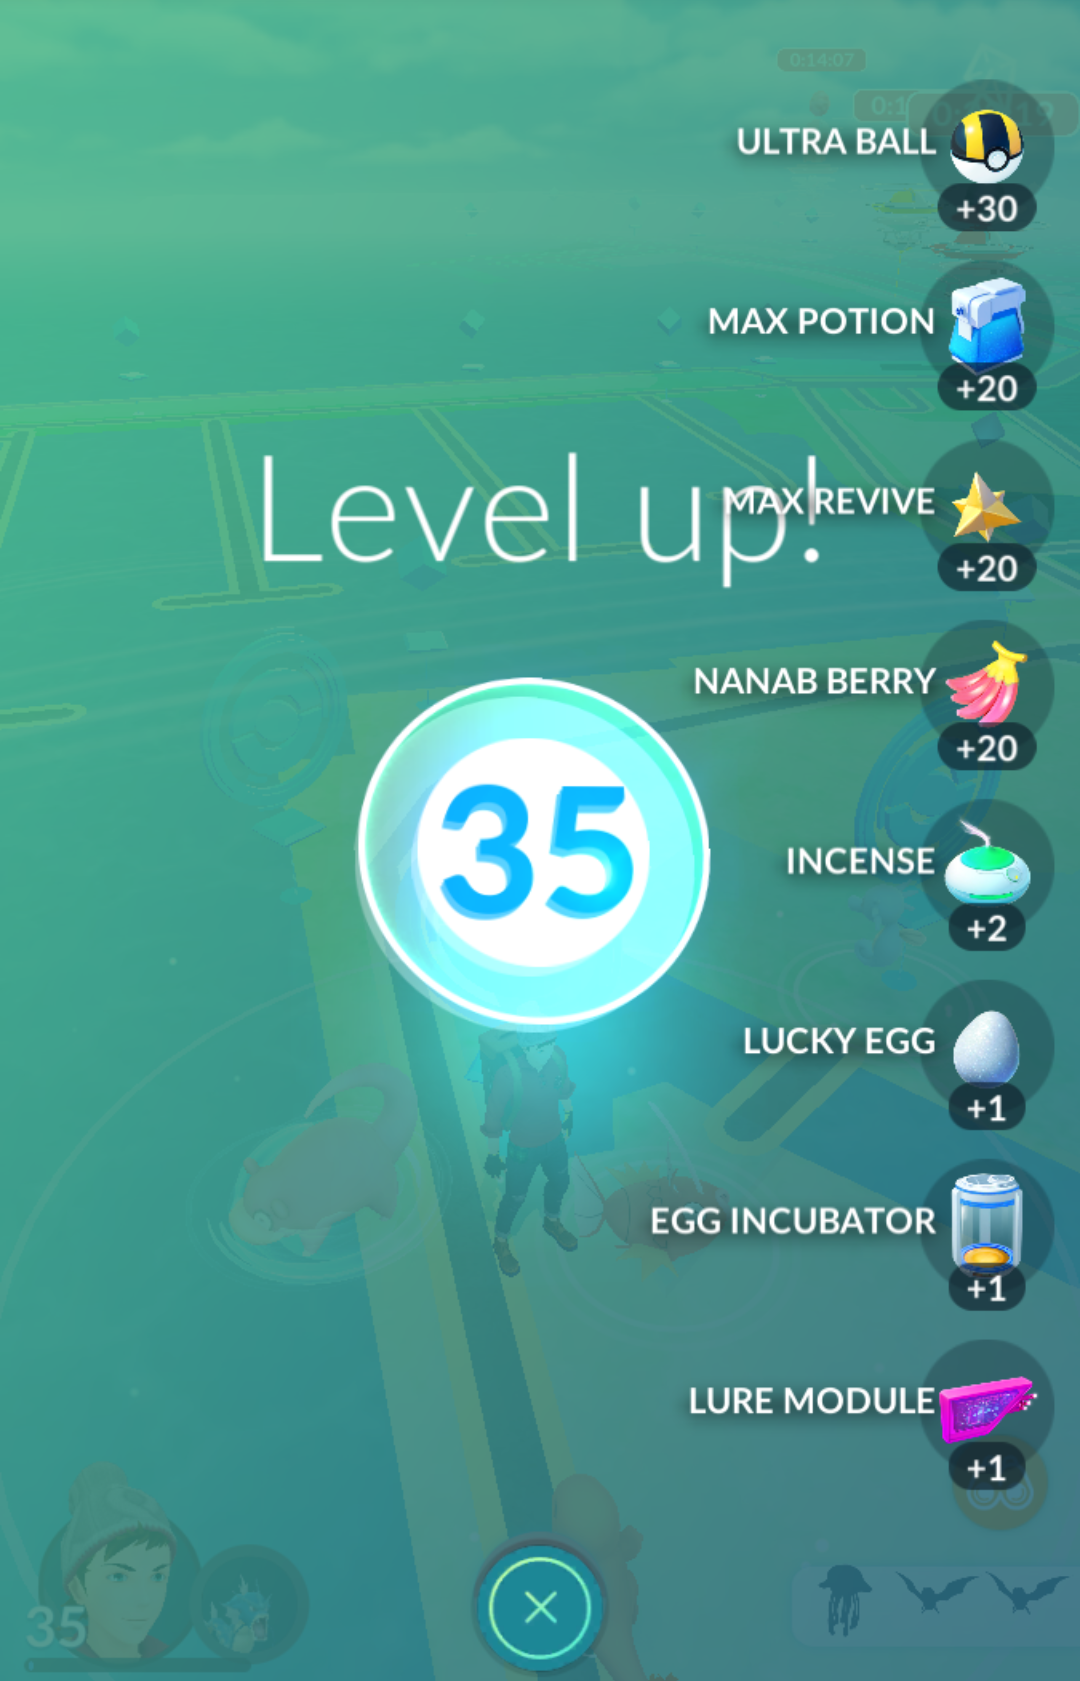 0:14:07
ULTRA BALL
+30
MAX POTION
+20
Level up!
MAX REVIVE
+20
NANAB BERRY
+20
35
INCENSE
+2
LUCKY EGG
+1
EGG INCUBATOR
+1
LURE MODULE
+1
35